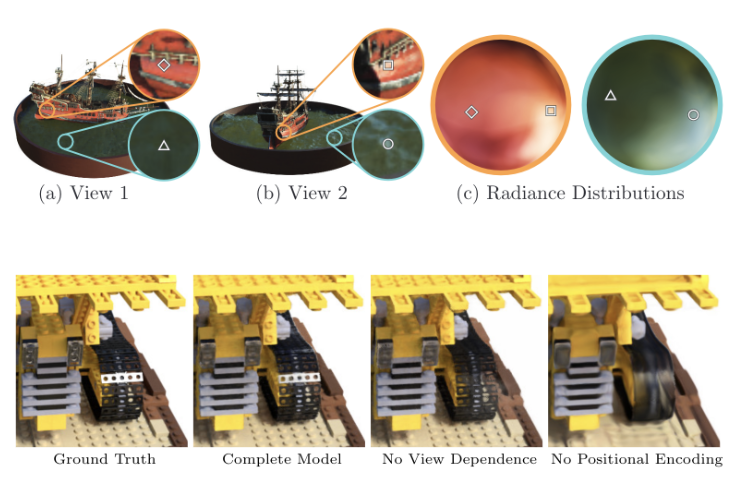 (a) View 1
(b) View 2
(c) Radiance Distributions
Ground Truth
Complete Model
No View Dependence
No Positional Encoding